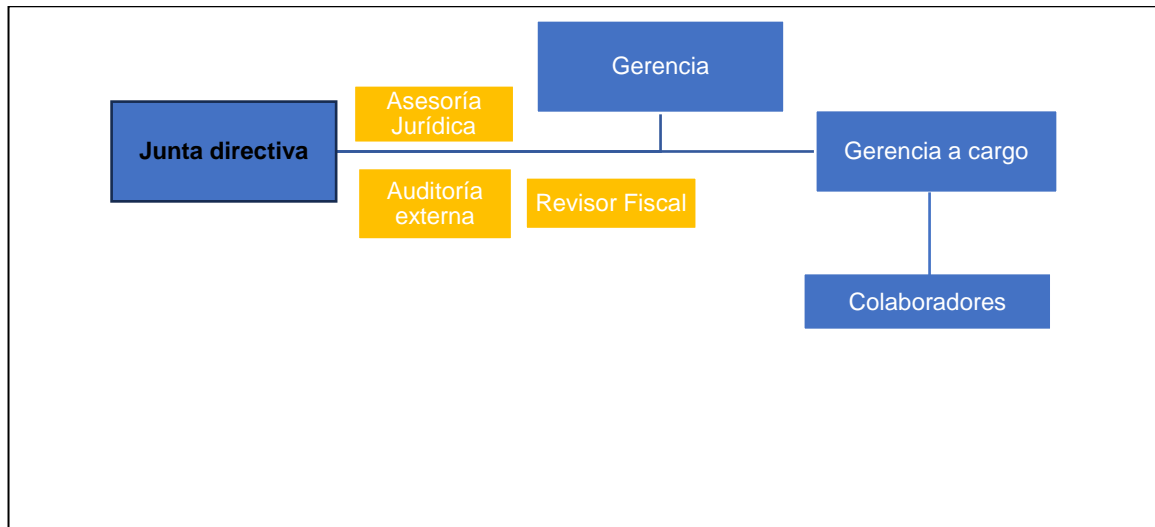 Gerencia
Asesoría
Jurídica
Junta directiva
Gerencia a cargo
Auditoría
externa
Revisor Fiscal
Colaboradores